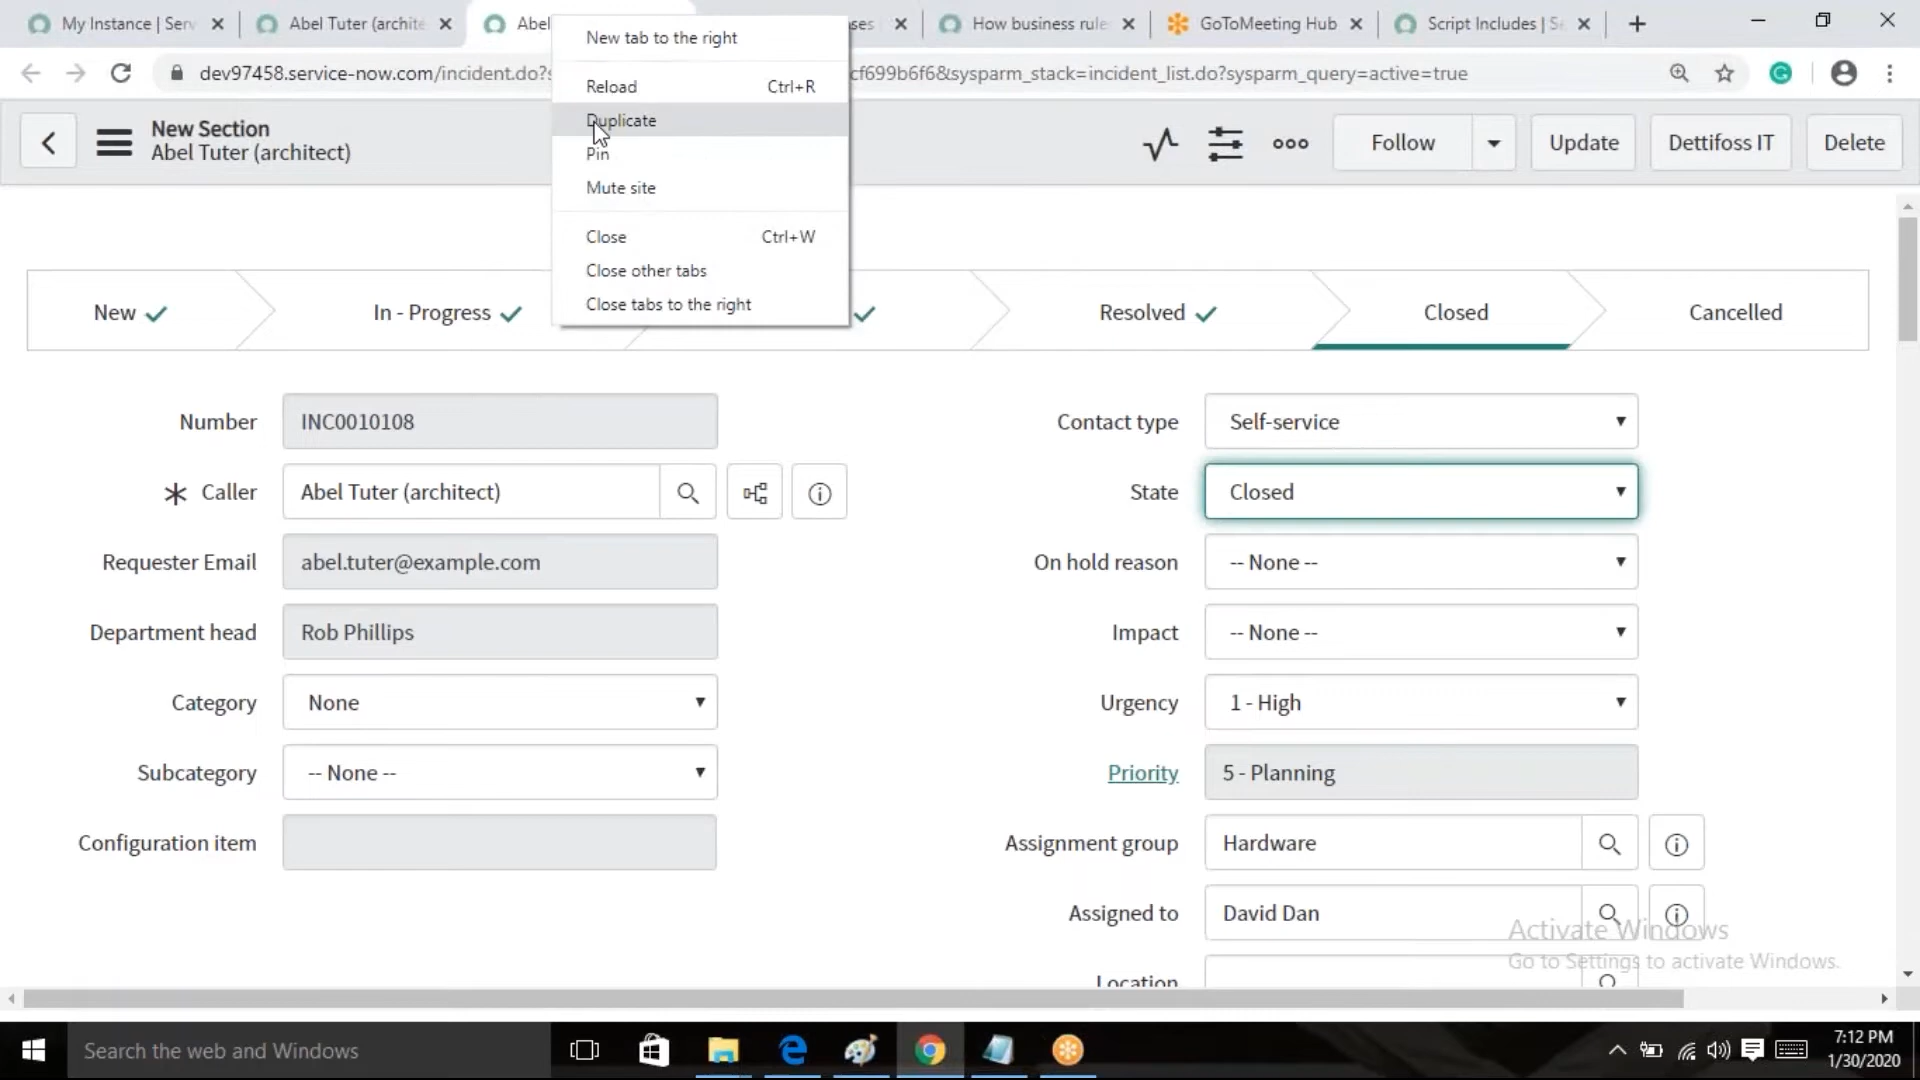 My Instance | Serv
Abel Tuter (archite
Abel
ses
How business rule
GoToMeeting Hub
Script Includes | S
dev97458.service-now.com/incident.do?s
cf699b6f6&sysparm_stack=incident_list.do?sysparm_query=active=true
New tab to the right
Reload Ctrl+R
Duplicate
Pin
Mute site
Close Ctrl+W
Close other tabs
Close tabs to the right
New Section
Abel Tuter (architect)
Follow
Update
Dettifoss IT
Delete
New
In - Progress
Resolved
Closed
Cancelled
Number INC0010108
Contact type Self-service
Caller Abel Tuter (architect)
State Closed
Requester Email abel.tuter@example.com
On hold reason -- None --
Department head Rob Phillips
Impact -- None --
Category None
Urgency 1 - High
Subcategory -- None --
Priority 5 - Planning
Configuration item
Assignment group Hardware
Assigned to David Dan
Location
Activate Windows
Go to Settings to activate Windows.
Search the web and Windows
7:12 PM
1/30/2020